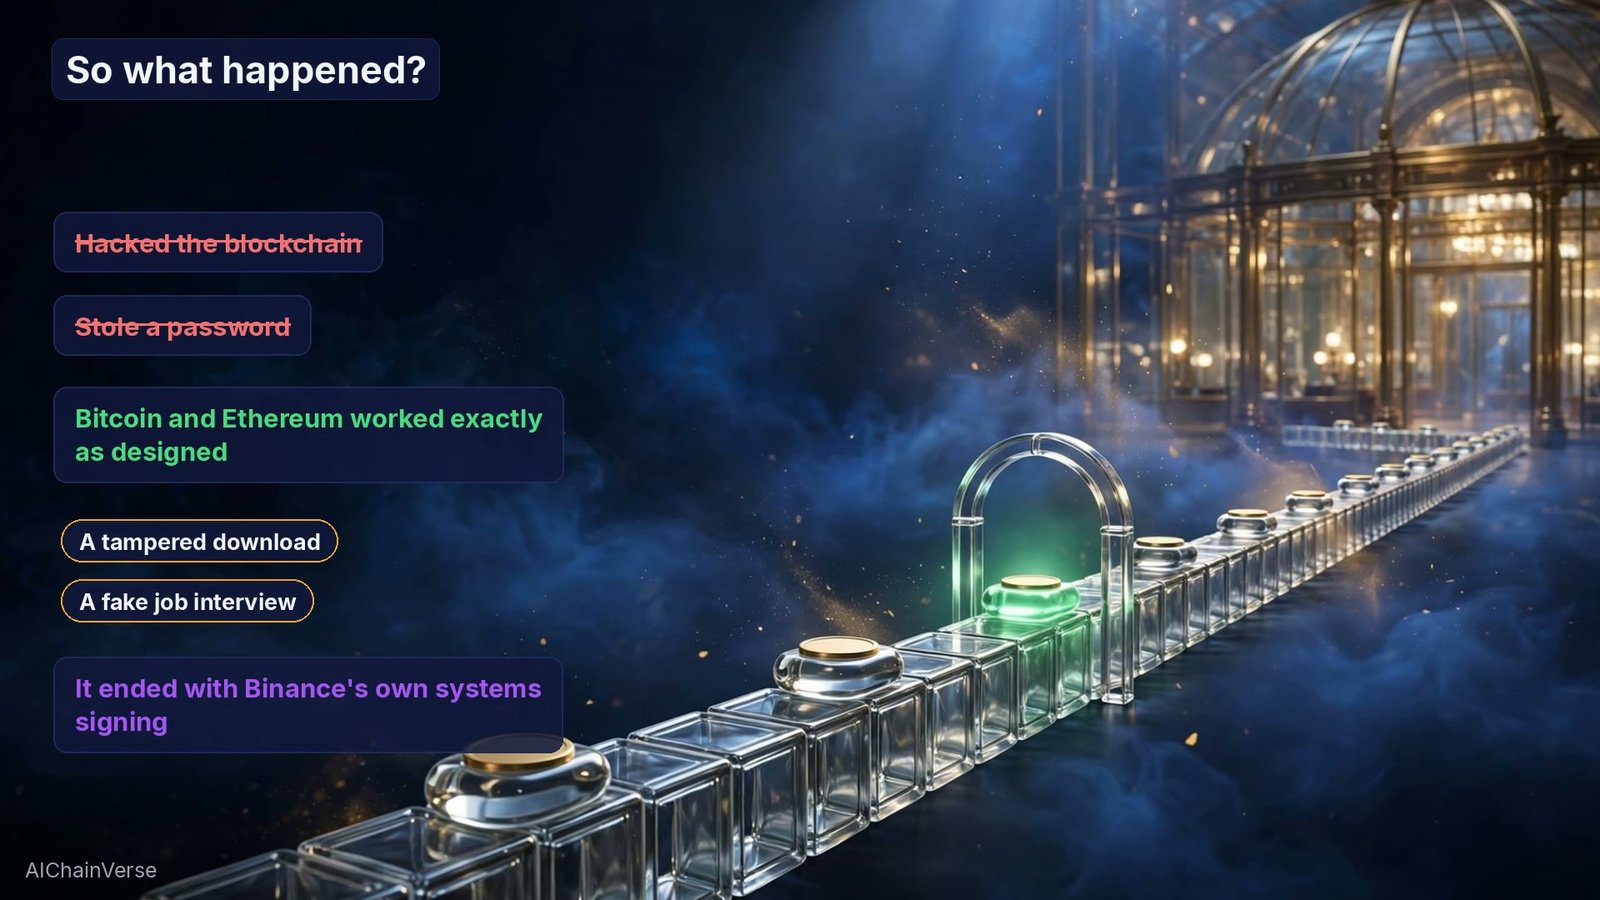 So what happened?
Hacked the blockchain
Stole a password
Bitcoin and Ethereum worked exactly
as designed
A tampered download
A fake job interview
It ended with Binance's own systems
signing
AIChainVerse